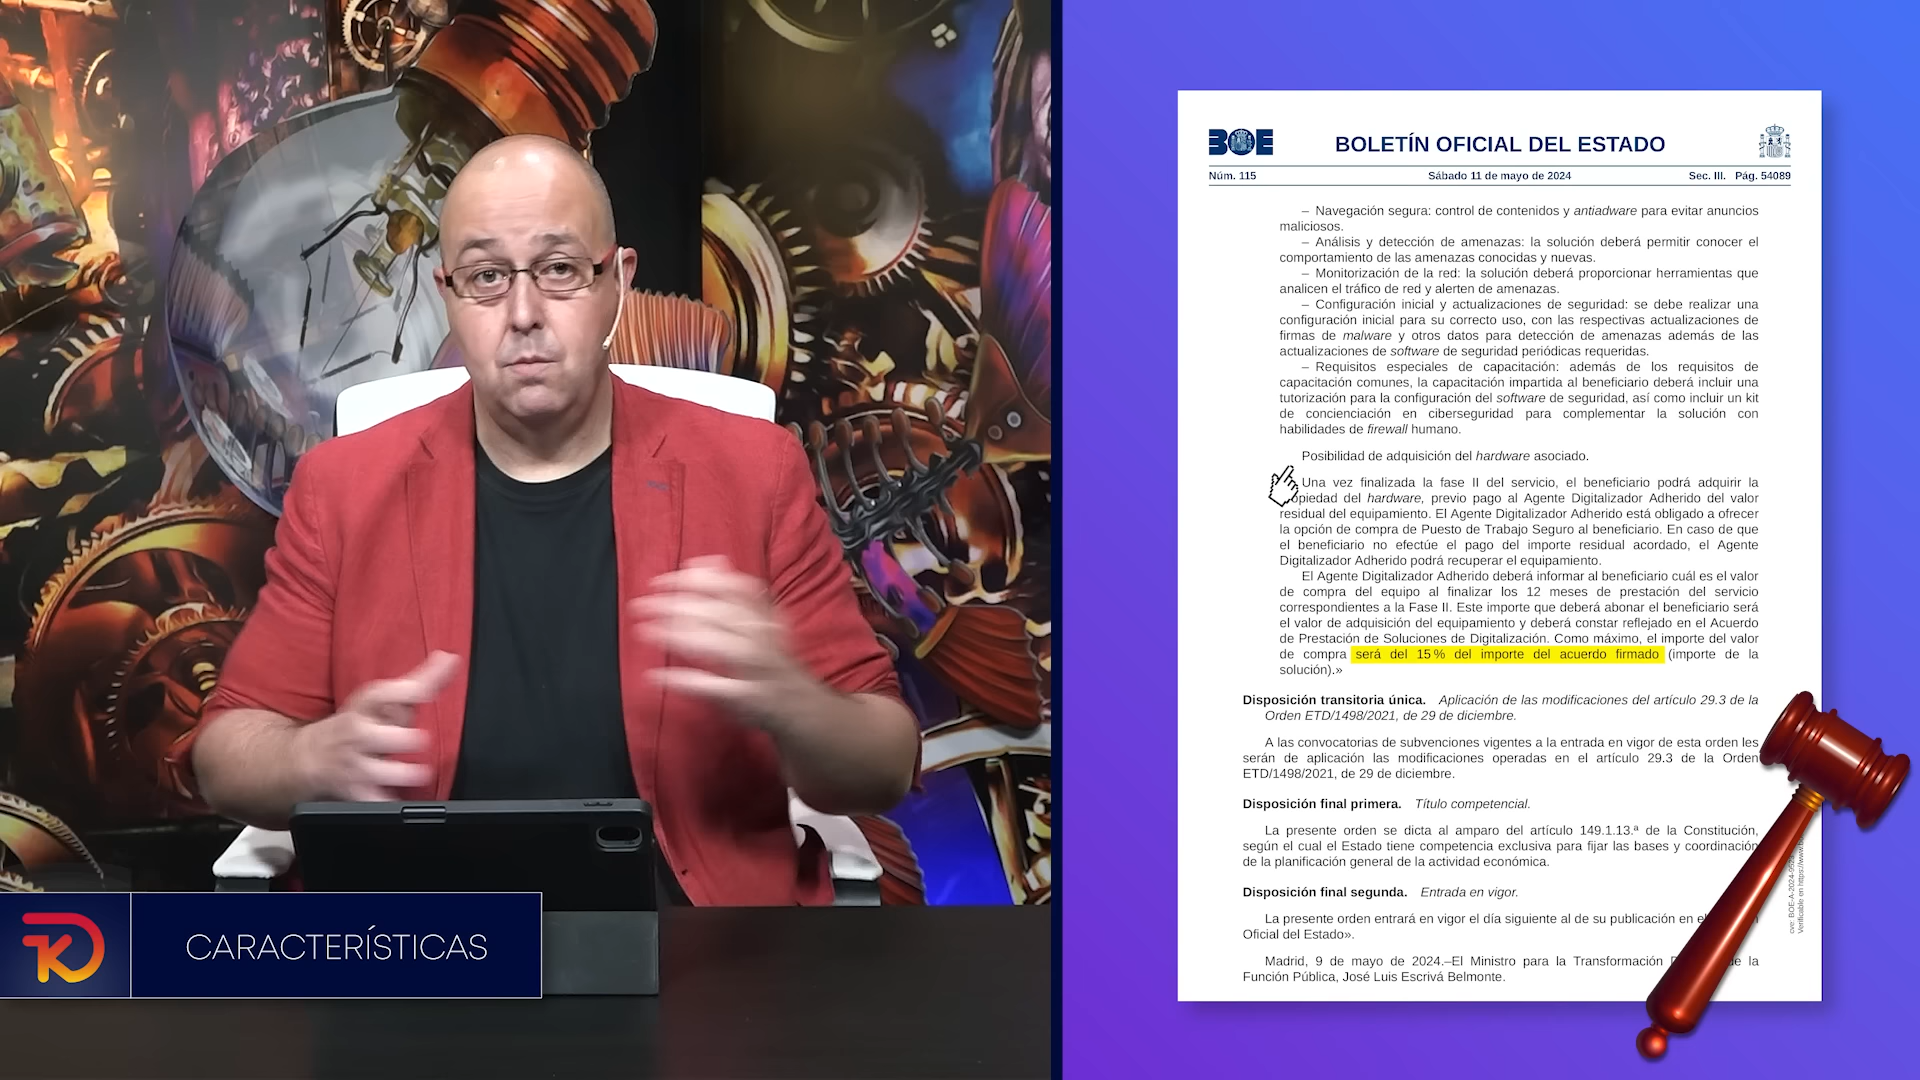 BOE
BOLETÍN OFICIAL DEL ESTADO
Núm. 115 Sábado 11 de mayo de 2024 Sec. III. Pág. 54089
– Navegación segura: control de contenidos y antiadware para evitar anuncios
maliciosos.
– Análisis y detección de amenazas: la solución deberá permitir conocer el
comportamiento de las amenazas conocidas y nuevas.
– Monitorización de la red: la solución deberá proporcionar herramientas que
analicen el tráfico de red y alerten de amenazas.
– Configuración inicial y actualizaciones de seguridad: se debe realizar una
configuración inicial para su correcto uso, con las respectivas actualizaciones de
firmas de malware y otros datos para detección de amenazas además de las
actualizaciones de software de seguridad periódicas requeridas.
– Requisitos especiales de capacitación: además de los requisitos de
capacitación comunes, la capacitación impartida al beneficiario deberá incluir una
tutorización para la configuración del software de seguridad, así como incluir un kit
de concienciación en ciberseguridad para complementar la solución con
habilidades de firewall humano.
Posibilidad de adquisición del hardware asociado.
Una vez finalizada la fase II del servicio, el beneficiario podrá adquirir la
opiedad del hardware, previo pago al Agente Digitalizador Adherido del valor
residual del equipamiento. El Agente Digitalizador Adherido está obligado a ofrecer
la opción de compra de Puesto de Trabajo Seguro al beneficiario. En caso de que
el beneficiario no efectúe el pago del importe residual acordado, el Agente
Digitalizador Adherido podrá recuperar el equipamiento.
El Agente Digitalizador Adherido deberá informar al beneficiario cuál es el valor
de compra del equipo al finalizar los 12 meses de prestación del servicio
correspondientes a la Fase II. Este importe que deberá abonar el beneficiario será
el valor de adquisición del equipamiento y deberá constar reflejado en el Acuerdo
de Prestación de Soluciones de Digitalización. Como máximo, el importe del valor
de compra será del 15 % del importe del acuerdo firmado (importe de la
solución).»
Disposición transitoria única. Aplicación de las modificaciones del artículo 29.3 de la
Orden ETD/1498/2021, de 29 de diciembre.
A las convocatorias de subvenciones vigentes a la entrada en vigor de esta orden les
serán de aplicación las modificaciones operadas en el artículo 29.3 de la Orden
ETD/1498/2021, de 29 de diciembre.
Disposición final primera. Título competencial.
La presente orden se dicta al amparo del artículo 149.1.13.ª de la Constitución,
según el cual el Estado tiene competencia exclusiva para fijar las bases y coordinación
de la planificación general de la actividad económica.
Disposición final segunda. Entrada en vigor.
La presente orden entrará en vigor el día siguiente al de su publicación en el
Oficial del Estado».
Madrid, 9 de mayo de 2024.–El Ministro para la Transformación de la
Función Pública, José Luis Escrivá Belmonte.
CARACTERÍSTICAS